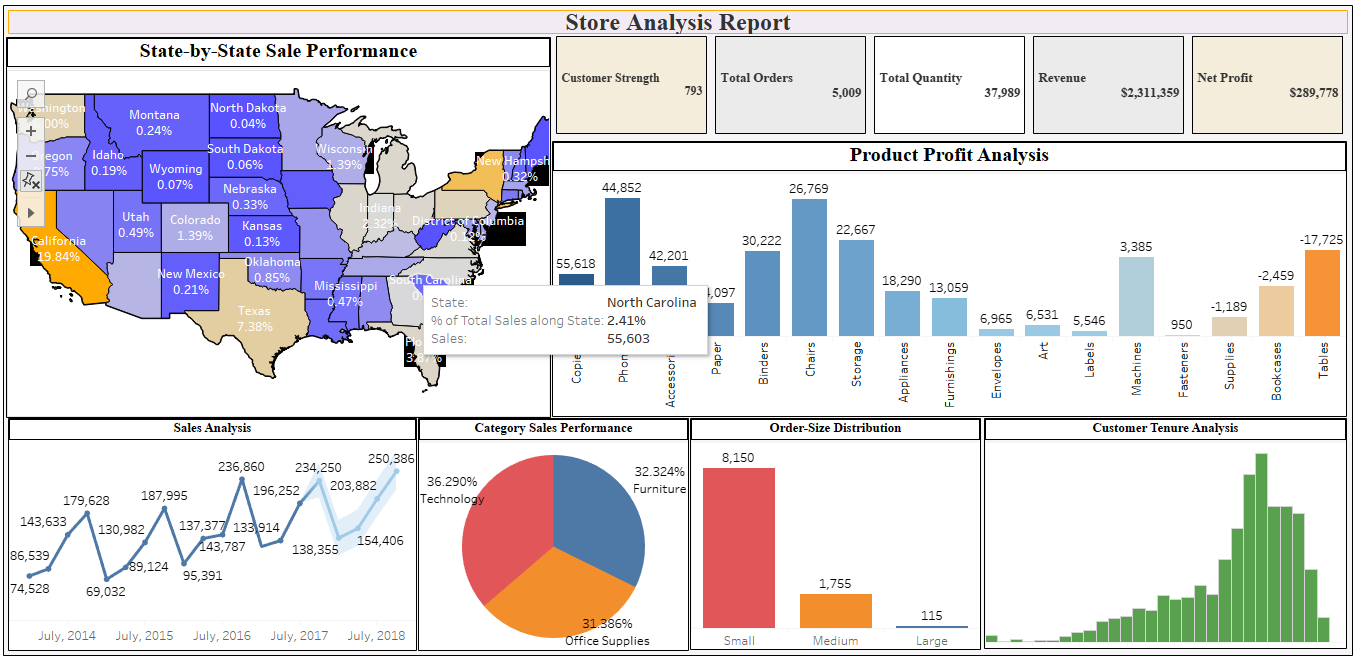 Store Analysis Report
State-by-State Sale Performance
Customer Strength
793
Total Orders
5,009
Total Quantity
37,989
Revenue
$2,311,359
Net Profit
$289,778
Montana
0.24%
North Dakota
0.04%
Idaho
0.19%
Wyoming
0.07%
South Dakota
0.06%
Wisconsin
1.39%
New Hampsh
0.32%
Nebraska
0.33%
Utah
0.49%
Colorado
1.39%
Kansas
0.13%
Indiana
2.32%
District of Columbia
California
19.84%
New Mexico
0.21%
Oklahoma
0.85%
Mississippi
0.47%
South Carolina
Texas
7.38%
State: North Carolina
% of Total Sales along State: 2.41%
Sales: 55,603
Product Profit Analysis
55,618
44,852
42,201
30,222
26,769
22,667
18,290
13,059
6,965
6,531
5,546
3,385
950
-1,189
-2,459
-17,725
Paper
Binders
Chairs
Storage
Appliances
Furnishings
Envelopes
Art
Labels
Machines
Fasteners
Supplies
Bookcases
Tables
Sales Analysis
236,860
234,250
250,386
179,628
187,995
196,252
203,882
143,633
130,982
137,377
133,914
86,539
89,124
143,787
138,355
154,406
74,528
69,032
95,391
July, 2014
July, 2015
July, 2016
July, 2017
July, 2018
Category Sales Performance
36.290%
Technology
32.324%
Furniture
31.386%
Office Supplies
Order-Size Distribution
8,150
1,755
115
Small
Medium
Large
Customer Tenure Analysis